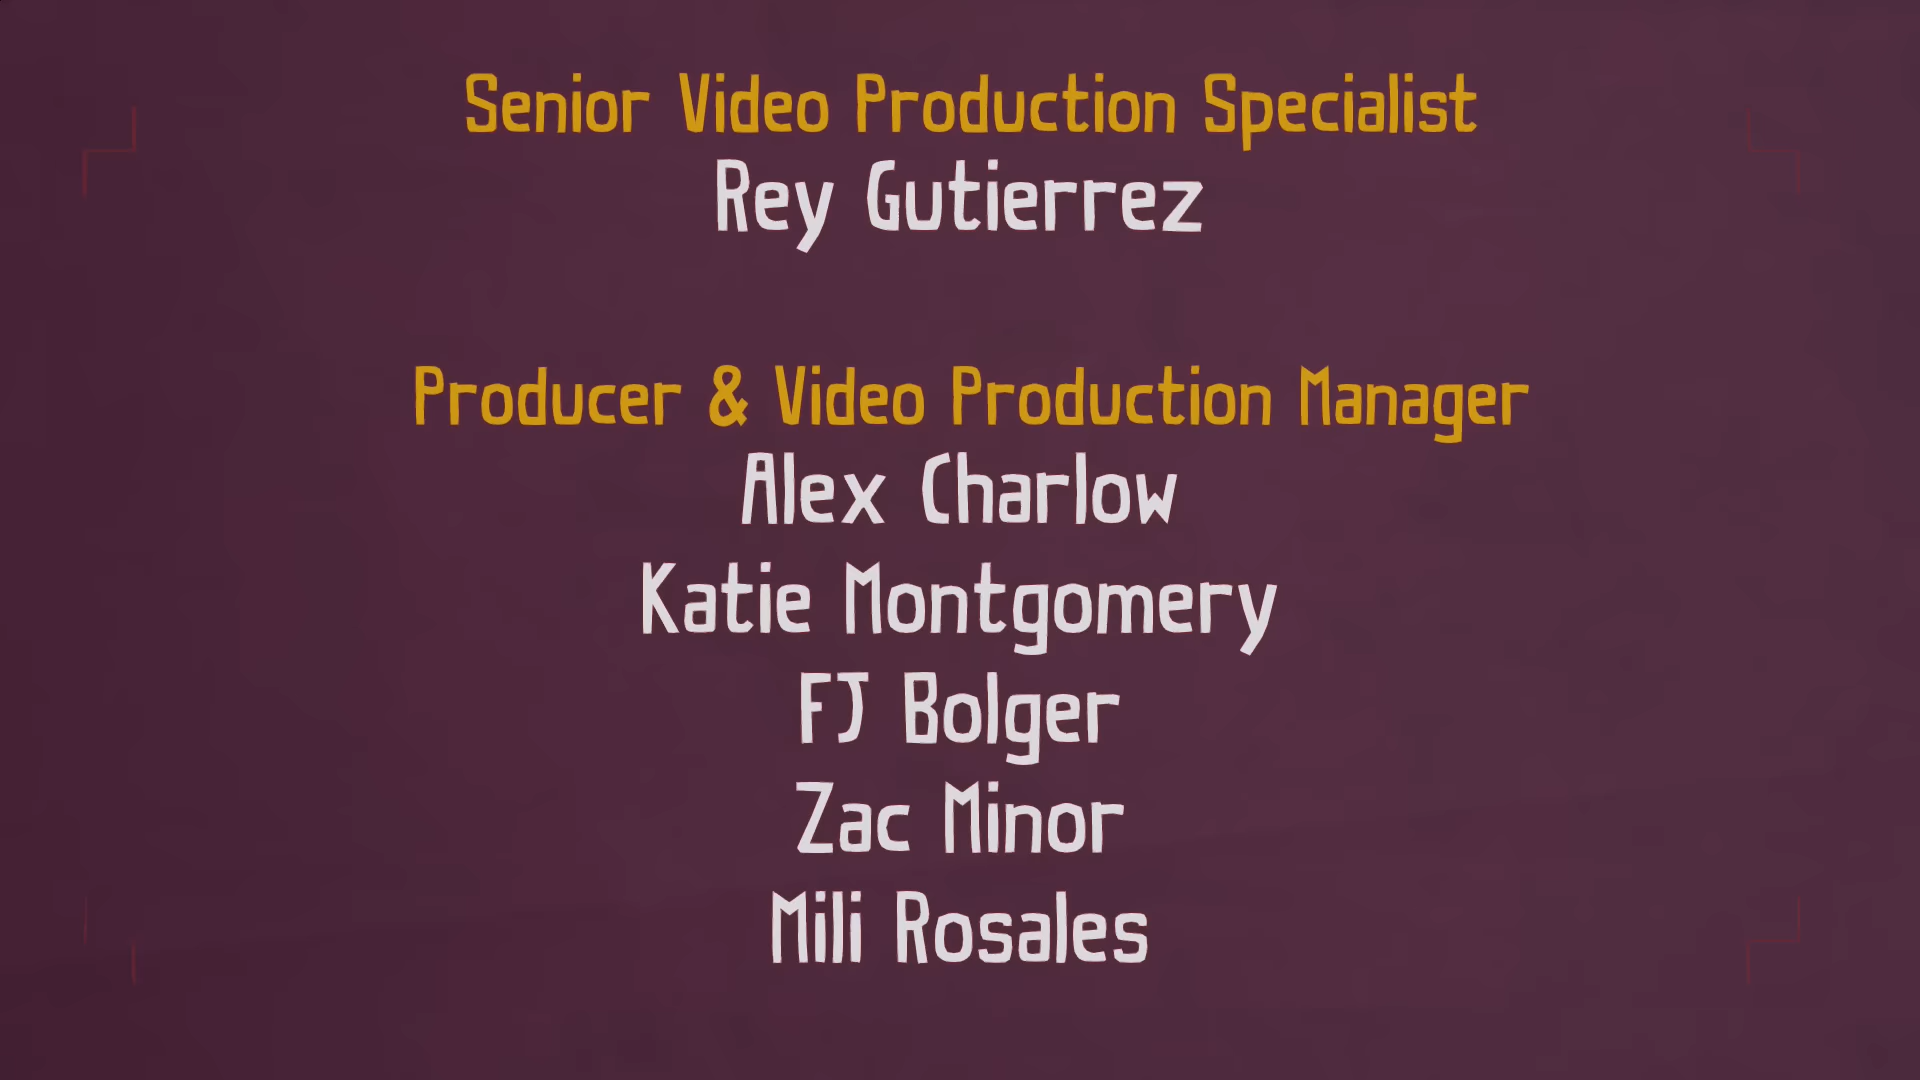 Senior Video Production Specialist
Rey Gutierrez
Producer & Video Production Manager
Alex Charlow
Katie Montgomery
FJ Bolger
Zac Minor
Mili Rosales